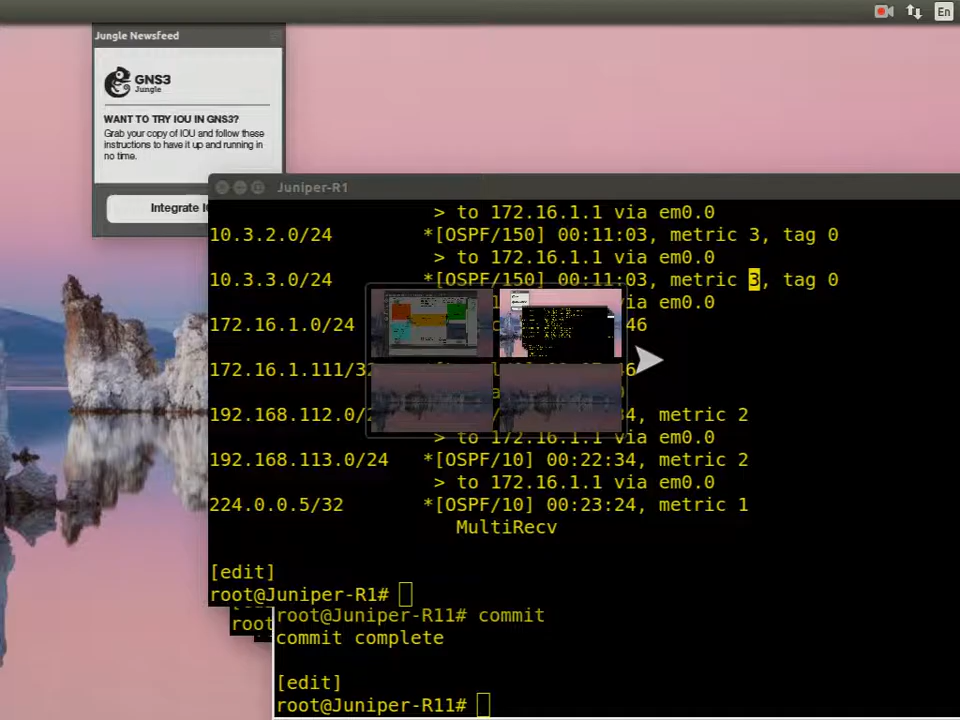 En
Jungle Newsfeed
GNS3
Jungle
WANT TO TRY IOU IN GNS3?
Grab your copy of IOU and follow these
instructions to have it up and running in
no time.
Integrate
Juniper-R1
> to 172.16.1.1 via em0.0
10.3.2.0/24 *[OSPF/150] 00:11:03, metric 3, tag 0
> to 172.16.1.1 via em0.0
10.3.3.0/24 *[OSPF/150] 00:11:03, metric 3, tag 0
via em0.0
172.16.1.0/24 46
172.16.1.111/32
192.168.112.0/ , metric 2
> to 172.16.1.1 via em0.0
192.168.113.0/24 *[OSPF/10] 00:22:34, metric 2
> to 172.16.1.1 via em0.0
224.0.0.5/32 *[OSPF/10] 00:23:24, metric 1
MultiRecv
[edit]
root@Juniper-R1#
root
root@Juniper-R11# commit
commit complete
[edit]
root@Juniper-R11#